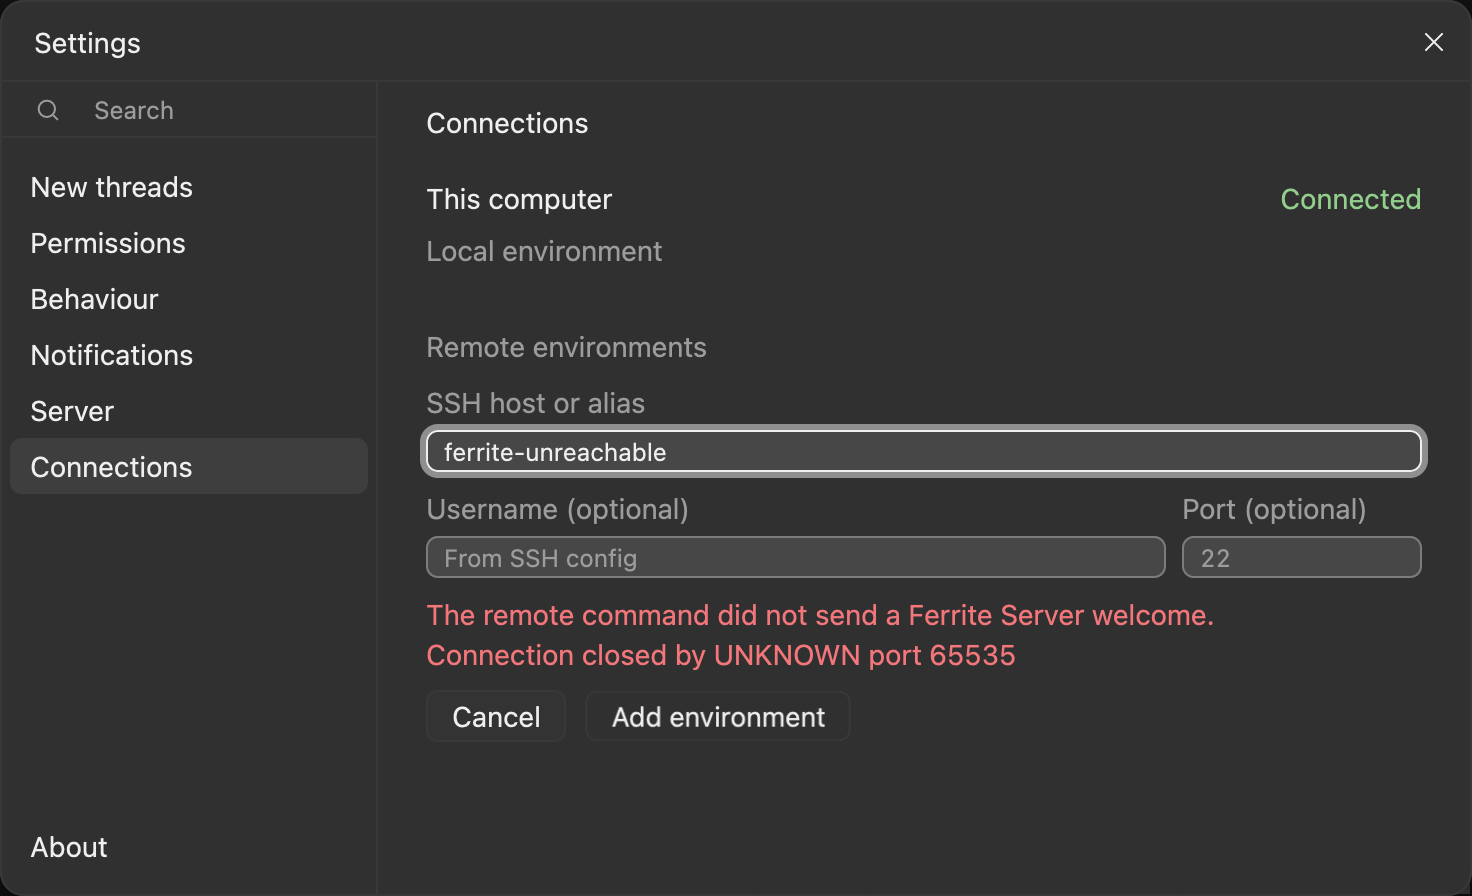 Settings
Search
New threads
Permissions
Behaviour
Notifications
Server
Connections
About
Connections
This computer
Connected
Local environment
Remote environments
SSH host or alias
ferrite-unreachable
Username (optional)
Port (optional)
From SSH config
22
The remote command did not send a Ferrite Server welcome.
Connection closed by UNKNOWN port 65535
Cancel
Add environment